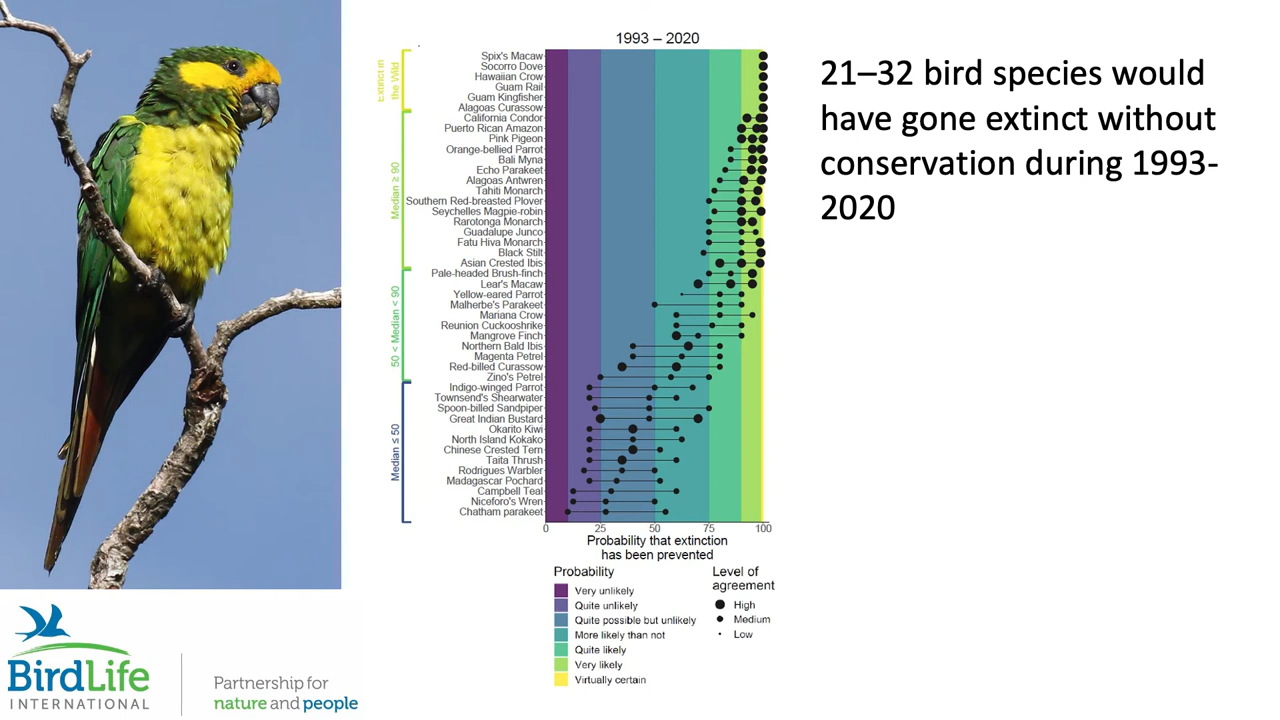 1993 – 2020
Extinct in
the Wild
Median ≥ 90
50 < Median < 90
Median ≤ 50
Spix's Macaw
Socorro Dove
Hawaiian Crow
Guam Rail
Guam Kingfisher
Alagoas Curassow
California Condor
Puerto Rican Amazon
Pink Pigeon
Orange-bellied Parrot
Bali Myna
Echo Parakeet
Alagoas Antwren
Tahiti Monarch
Southern Red-breasted Plover
Seychelles Magpie-robin
Rarotonga Monarch
Guadalupe Junco
Fatu Hiva Monarch
Black Stilt
Asian Crested Ibis
Pale-headed Brush-finch
Lear's Macaw
Yellow-eared Parrot
Malherbe's Parakeet
Mariana Crow
Reunion Cuckooshrike
Mangrove Finch
Northern Bald Ibis
Magenta Petrel
Red-billed Curassow
Zino's Petrel
Indigo-winged Parrot
Townsend's Shearwater
Spoon-billed Sandpiper
Great Indian Bustard
Okarito Kiwi
North Island Kokako
Chinese Crested Tern
Taita Thrush
Rodrigues Warbler
Madagascar Pochard
Campbell Teal
Niceforo's Wren
Chatham parakeet
0 25 50 75 100
Probability that extinction
has been prevented
Probability
Very unlikely
Quite unlikely
Quite possible but unlikely
More likely than not
Quite likely
Very likely
Virtually certain
Level of
agreement
High
Medium
Low
21–32 bird species would
have gone extinct without
conservation during 1993-
2020
BirdLife
INTERNATIONAL
Partnership for
nature and people